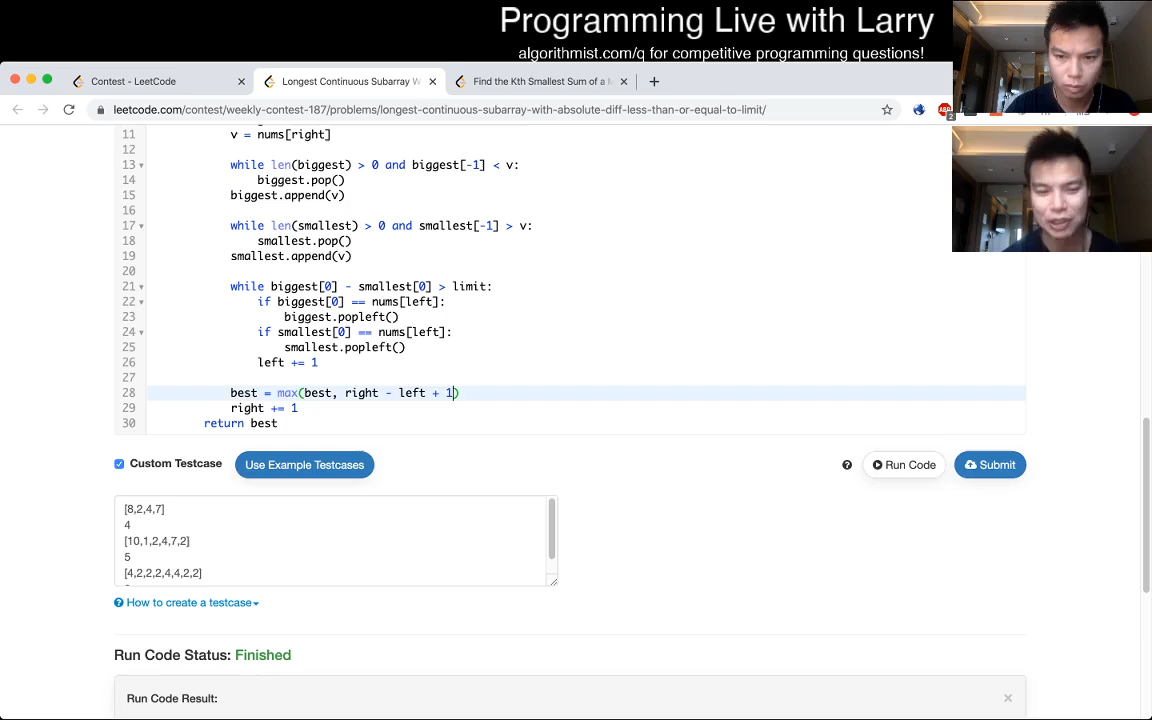 Programming Live with Larry
algorithmist.com/q for competitive programming questions!
Contest - LeetCode
Longest Continuous Subarray W
Find the Kth Smallest Sum of a M
leetcode.com/contest/weekly-contest-187/problems/longest-continuous-subarray-with-absolute-diff-less-than-or-equal-to-limit/
11 v = nums[right]
12
13 while len(biggest) > 0 and biggest[-1] < v:
14 biggest.pop()
15 biggest.append(v)
16
17 while len(smallest) > 0 and smallest[-1] > v:
18 smallest.pop()
19 smallest.append(v)
20
21 while biggest[0] - smallest[0] > limit:
22 if biggest[0] == nums[left]:
23 biggest.popleft()
24 if smallest[0] == nums[left]:
25 smallest.popleft()
26 left += 1
27
28 best = max(best, right - left + 1)
29 right += 1
30 return best
Custom Testcase
Use Example Testcases
Run Code
Submit
[8,2,4,7]
4
[10,1,2,4,7,2]
5
[4,2,2,2,4,4,2,2]
How to create a testcase
Run Code Status: Finished
Run Code Result: